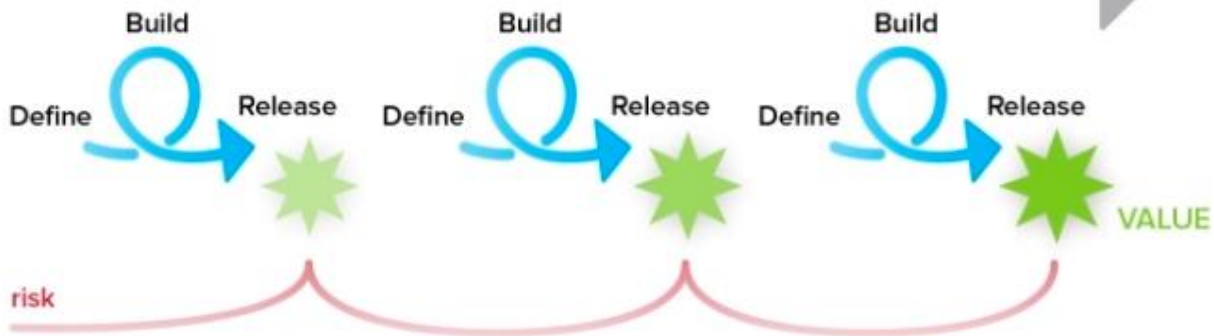 Build
Define
Release
Build
Define
Release
Build
Define
Release
VALUE
risk